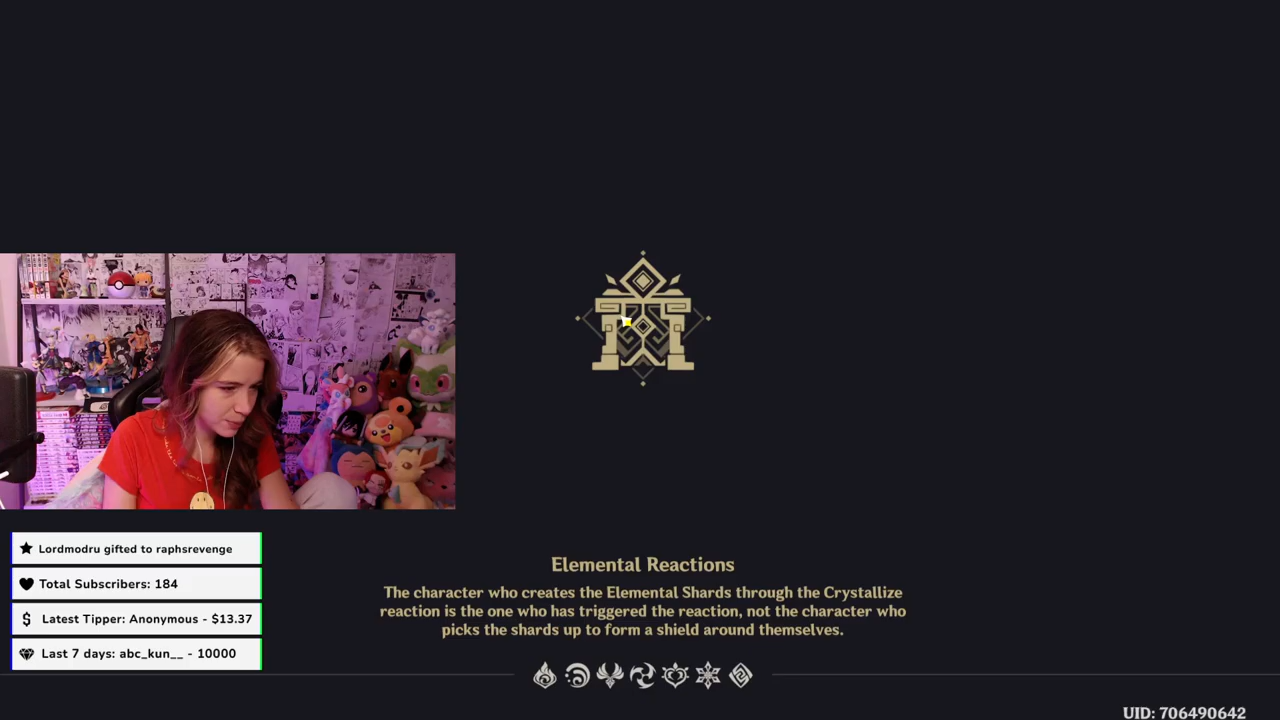 Lordmodru gifted to raphsrevenge
Total Subscribers: 184
Latest Tipper: Anonymous - $13.37
Last 7 days: abc_kun__ - 10000
Elemental Reactions
The character who creates the Elemental Shards through the Crystallize
reaction is the one who has triggered the reaction, not the character who
picks the shards up to form a shield around themselves.
UID: 706490642